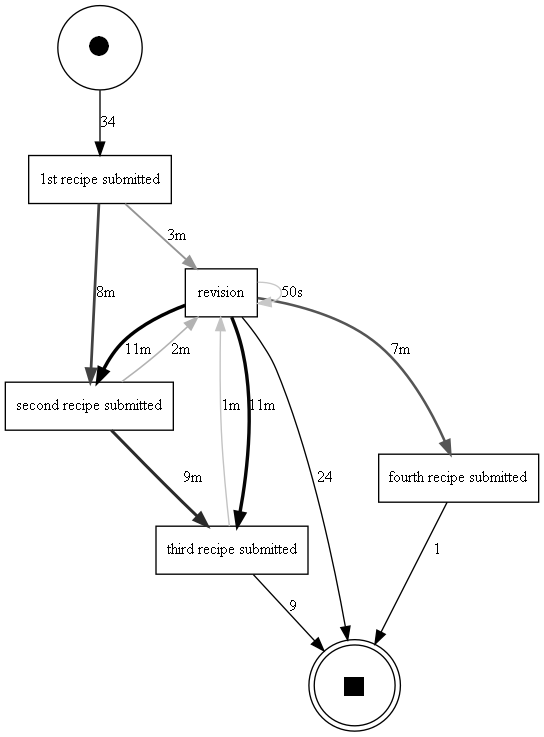 34
1st recipe submitted
3m
8m
revision
50s
11m
2m
7m
second recipe submitted
1m
11m
9m
24
fourth recipe submitted
third recipe submitted
9
1